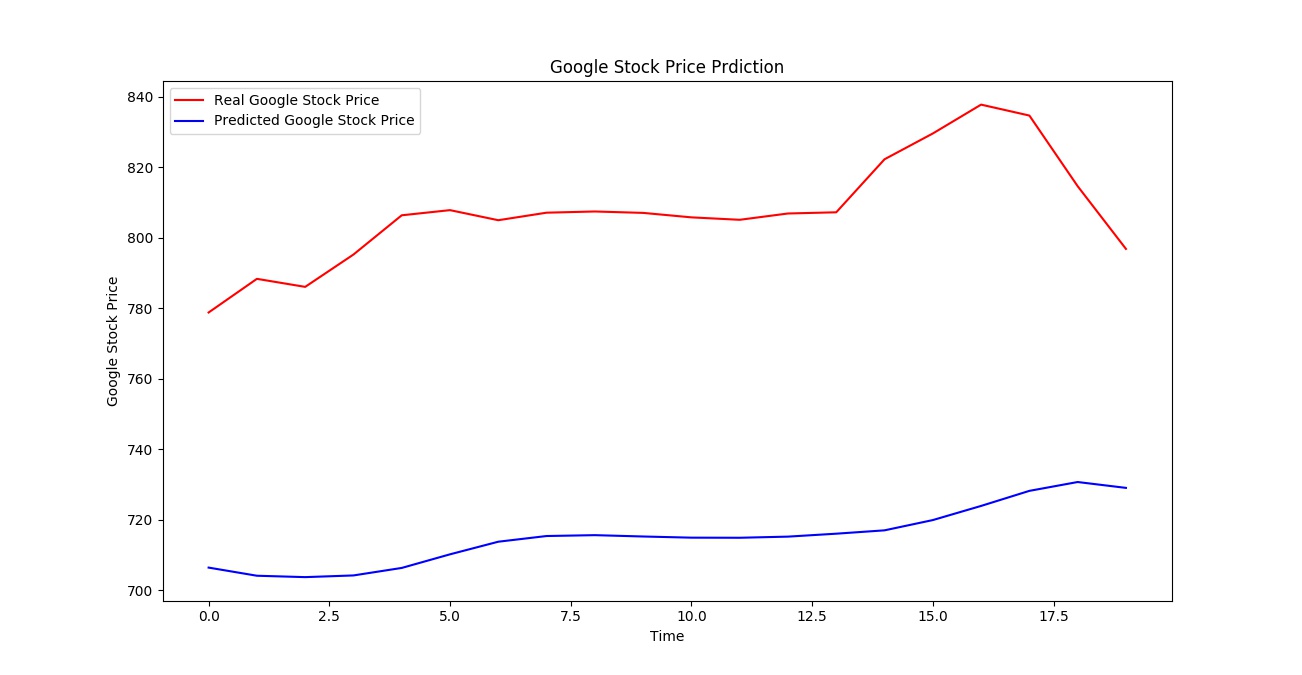 Google Stock Price Prdiction
Real Google Stock Price
Predicted Google Stock Price
Google Stock Price
840
820
800
780
760
740
720
700
0.0 2.5 5.0 7.5 10.0 12.5 15.0 17.5
Time